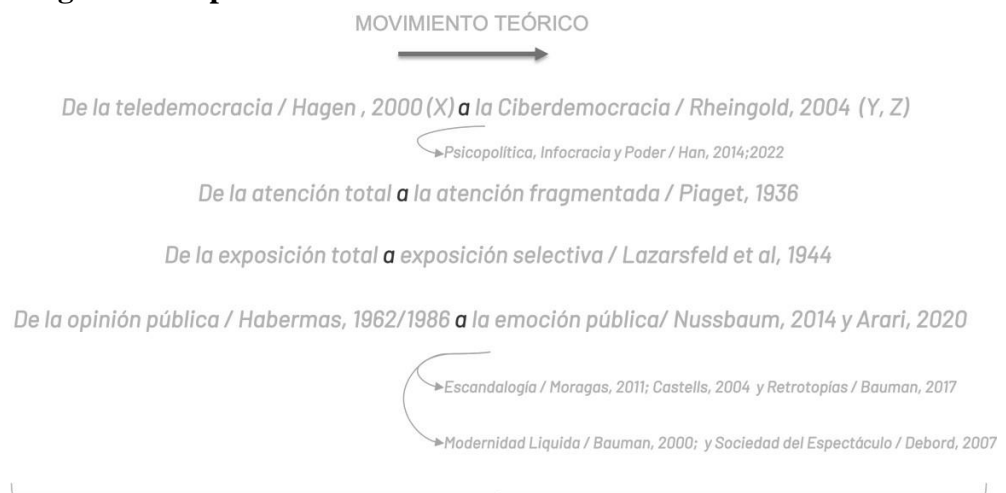 MOVIMIENTO TEÓRICO
De la teledemocracia / Hagen , 2000 (X) a la Ciberdemocracia / Rheingold, 2004 (Y, Z)
Psicopolítica, Infocracia y Poder / Han, 2014;2022
De la atención total a la atención fragmentada / Piaget, 1936
De la exposición total a exposición selectiva / Lazarsfeld et al, 1944
De la opinión pública / Habermas, 1962/1986 a la emoción pública/ Nussbaum, 2014 y Arari, 2020
Escandalogía / Moragas, 2011; Castells, 2004 y Retrotopías / Bauman, 2017
Modernidad Liquida / Bauman, 2000; y Sociedad del Espectáculo / Debord, 2007